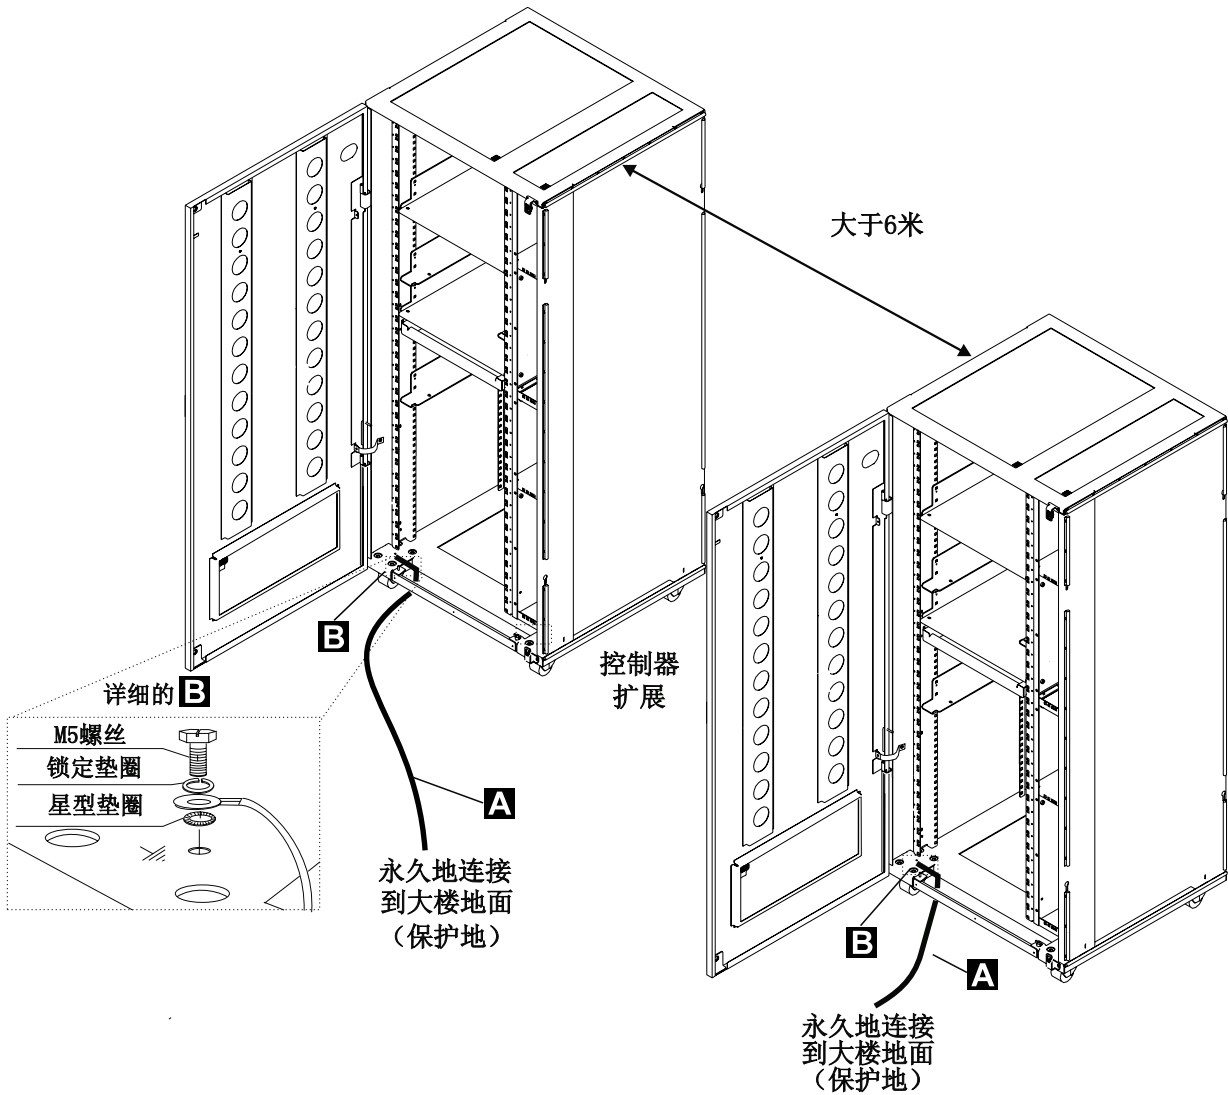 大于6米
B
控制器
扩展
详细的 B
M5螺丝
锁定垫圈
星型垫圈
A
永久地连接
到大楼地面
（保护地）
B
A
永久地连接
到大楼地面
（保护地）